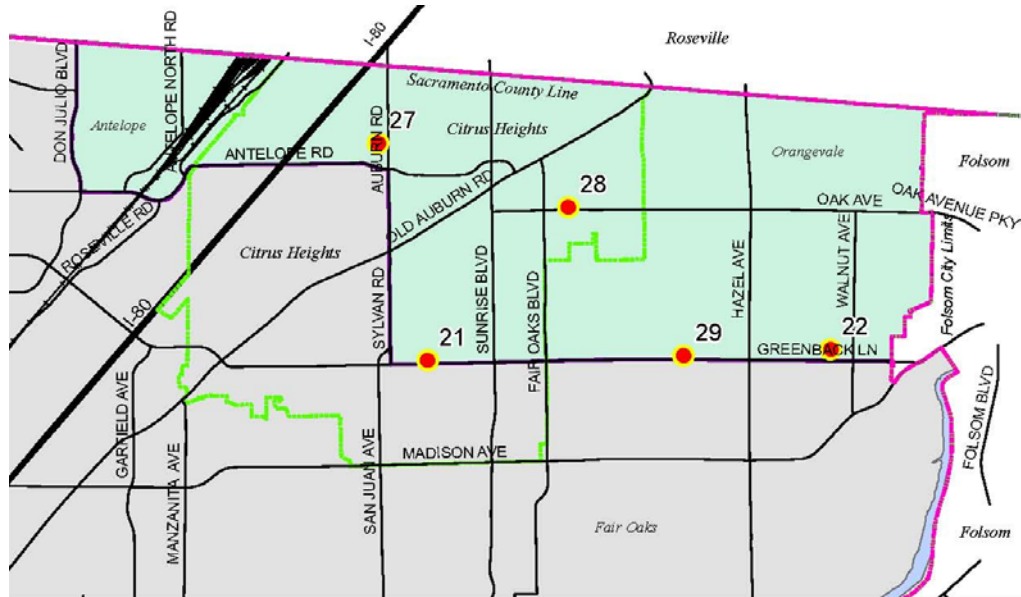 I-80
Roseville
DON JULIO BLVD
ANTELOPE NORTH RD
Sacramento County Line
Antelope
27
Citrus Heights
AUBURN RD
ANTELOPE RD
Orangevale
Folsom
OLD AUBURN RD
28
OAK AVE
OAK AVENUE PKY
ROSEVILLE RD
Citrus Heights
SYLVAN RD
SUNRISE BLVD
FAIR OAKS BLVD
HAZEL AVE
WALNUT AVE
Folsom City Limits
I-80
21
29
22
GREENBACK LN
GARFIELD AVE
MANZANITA AVE
SAN JUAN AVE
MADISON AVE
FOLSOM BLVD
Fair Oaks
Folsom